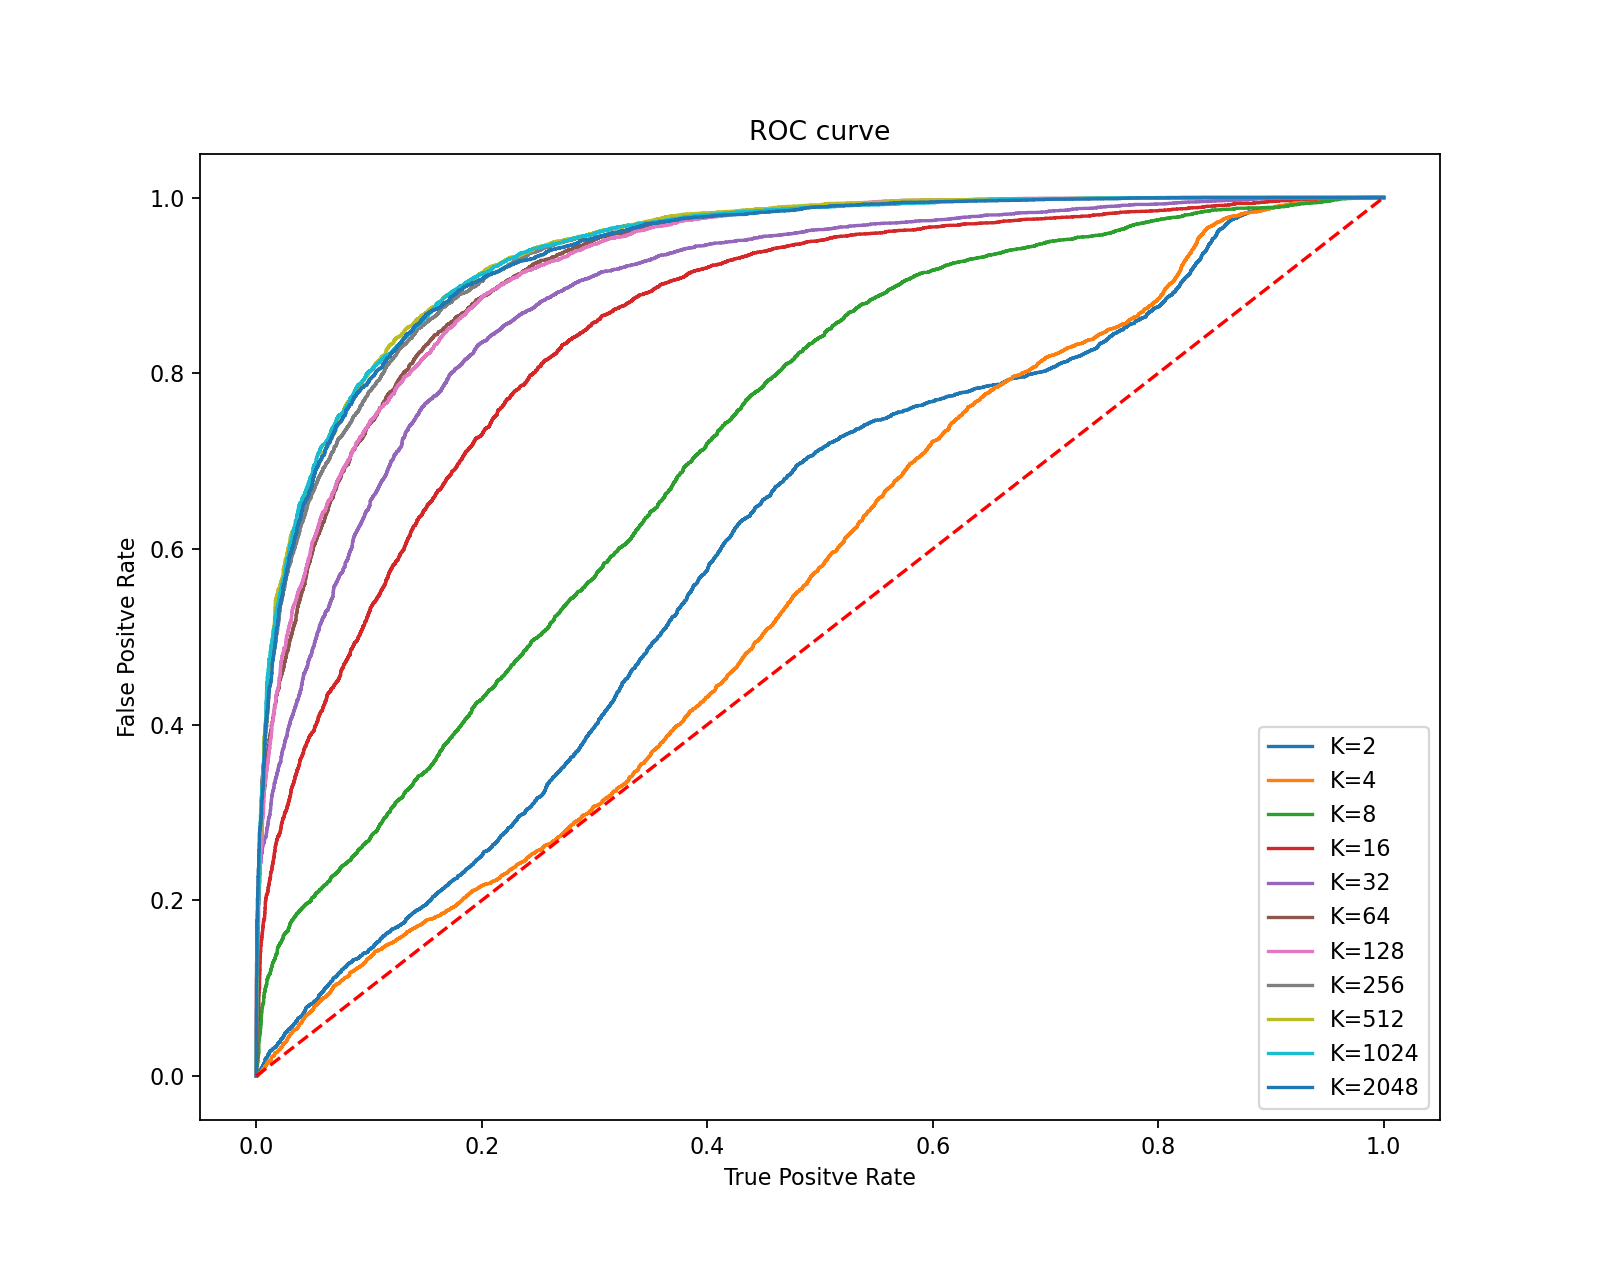 ROC curve
1.0
0.8
0.6
0.4
0.2
0.0
False Positve Rate
0.0 0.2 0.4 0.6 0.8 1.0
True Positve Rate
K=2
K=4
K=8
K=16
K=32
K=64
K=128
K=256
K=512
K=1024
K=2048